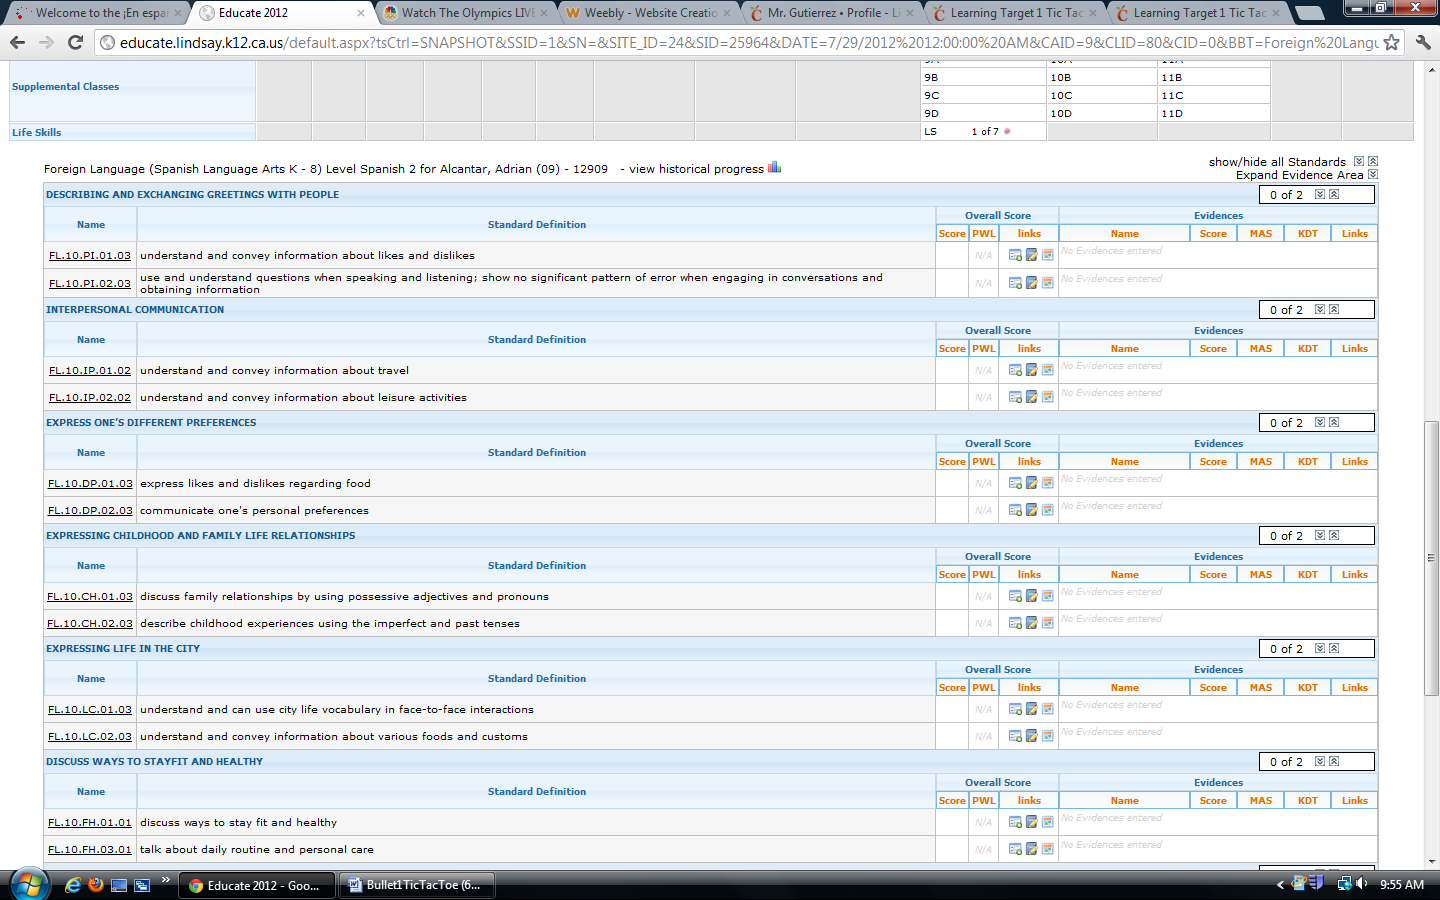 Welcome to the ¡En espa
Educate 2012
Watch The Olympics LIVE
Weebly - Website Creatio
Mr. Gutierrez • Profile - Li
Learning Target 1 Tic Tac
Learning Target 1 Tic Tac
educate.lindsay.k12.ca.us/default.aspx?tsCtrl=SNAPSHOT&SSID=1&SN=&SITE_ID=24&SID=25964&DATE=7/29/2012%2012:00:00%20AM&CAID=9&CLID=80&CID=0&BBT=Foreign%20Langu
9A 10A 11A
Supplemental Classes 9B 10B 11B
9C 10C 11C
9D 10D 11D
Life Skills LS 1 of 7
Foreign Language (Spanish Language Arts K - 8) Level Spanish 2 for Alcantar, Adrian (09) - 12909 - view historical progress
show/hide all Standards
Expand Evidence Area
DESCRIBING AND EXCHANGING GREETINGS WITH PEOPLE 0 of 2
Name Standard Definition Overall Score Evidences
Score PWL links Name Score MAS KDT Links
FL.10.PI.01.03 understand and convey information about likes and dislikes N/A No Evidences entered
FL.10.PI.02.03 use and understand questions when speaking and listening; show no significant pattern of error when engaging in conversations and N/A No Evidences entered
obtaining information
INTERPERSONAL COMMUNICATION 0 of 2
Name Standard Definition Overall Score Evidences
Score PWL links Name Score MAS KDT Links
FL.10.IP.01.02 understand and convey information about travel N/A No Evidences entered
FL.10.IP.02.02 understand and convey information about leisure activities N/A No Evidences entered
EXPRESS ONE'S DIFFERENT PREFERENCES 0 of 2
Name Standard Definition Overall Score Evidences
Score PWL links Name Score MAS KDT Links
FL.10.DP.01.03 express likes and dislikes regarding food N/A No Evidences entered
FL.10.DP.02.03 communicate one's personal preferences N/A No Evidences entered
EXPRESSING CHILDHOOD AND FAMILY LIFE RELATIONSHIPS 0 of 2
Name Standard Definition Overall Score Evidences
Score PWL links Name Score MAS KDT Links
FL.10.CH.01.03 discuss family relationships by using possessive adjectives and pronouns N/A No Evidences entered
FL.10.CH.02.03 describe childhood experiences using the imperfect and past tenses N/A No Evidences entered
EXPRESSING LIFE IN THE CITY 0 of 2
Name Standard Definition Overall Score Evidences
Score PWL links Name Score MAS KDT Links
FL.10.LC.01.03 understand and can use city life vocabulary in face-to-face interactions N/A No Evidences entered
FL.10.LC.02.03 understand and convey information about various foods and customs N/A No Evidences entered
DISCUSS WAYS TO STAYFIT AND HEALTHY 0 of 2
Name Standard Definition Overall Score Evidences
Score PWL links Name Score MAS KDT Links
FL.10.FH.01.01 discuss ways to stay fit and healthy N/A No Evidences entered
FL.10.FH.03.01 talk about daily routine and personal care N/A No Evidences entered
Educate 2012 - Goo...
Bullet1TicTacToe (6...
9:55 AM